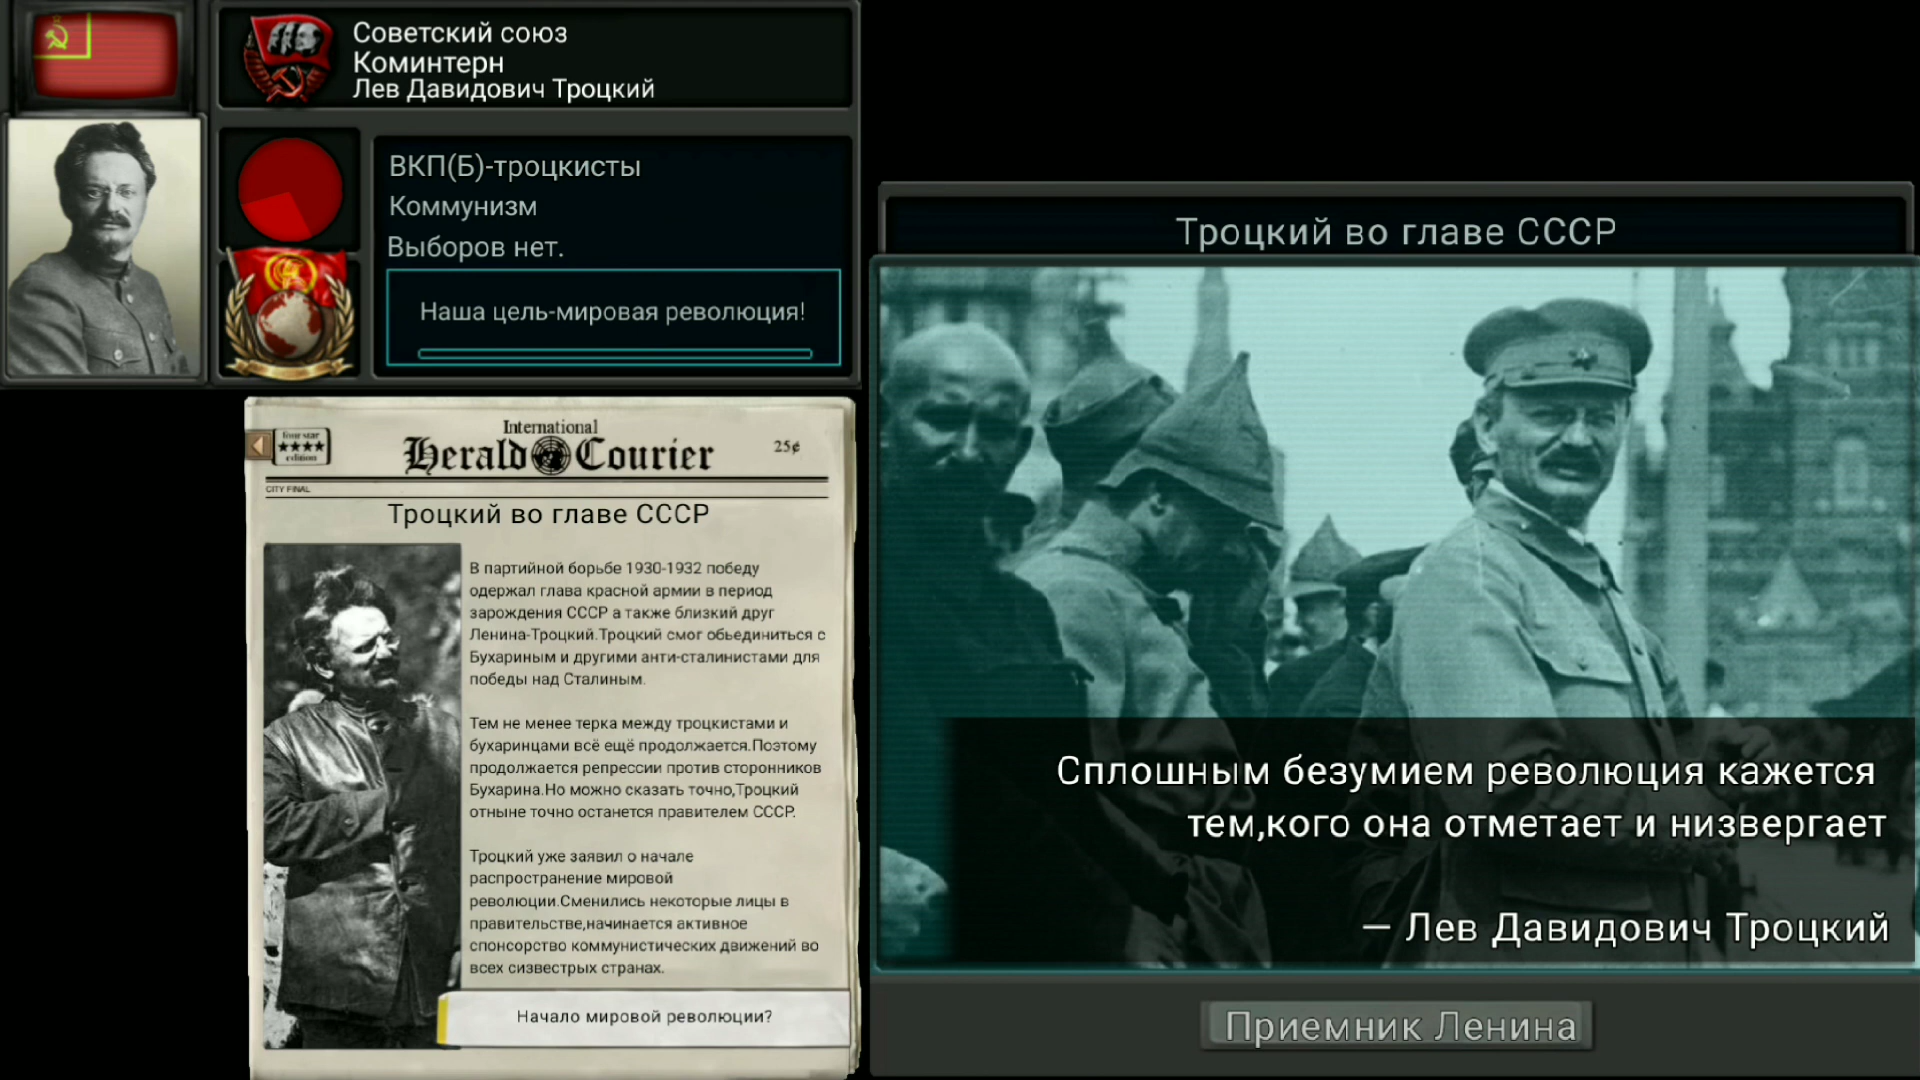 Советский союз
Коминтерн
Лев Давидович Троцкий
ВКП(Б)-троцкисты
Коммунизм
Выборов нет.
Наша цель-мировая революция!
International
Herald Courier
four star
edition
25¢
CITY FINAL
Троцкий во главе СССР
В партийной борьбе 1930-1932 победу
одержал глава красной армии в период
зарождения СССР а также близкий друг
Ленина-Троцкий.Троцкий смог обьединиться с
Бухариным и другими анти-сталинистами для
победы над Сталиным.
Тем не менее терка между троцкистами и
бухаринцами всё ещё продолжается.Поэтому
продолжается репрессии против сторонников
Бухарина.Но можно сказать точно,Троцкий
отныне точно останется правителем СССР.
Троцкий уже заявил о начале
распространение мировой
революции.Сменились некоторые лицы в
правительстве,начинается активное
спонсорство коммунистических движений во
всех сизвестрых странах.
Начало мировой революции?
Троцкий во главе СССР
Сплошным безумием революция кажется
тем,кого она отметает и низвергает
— Лев Давидович Троцкий
Приемник Ленина